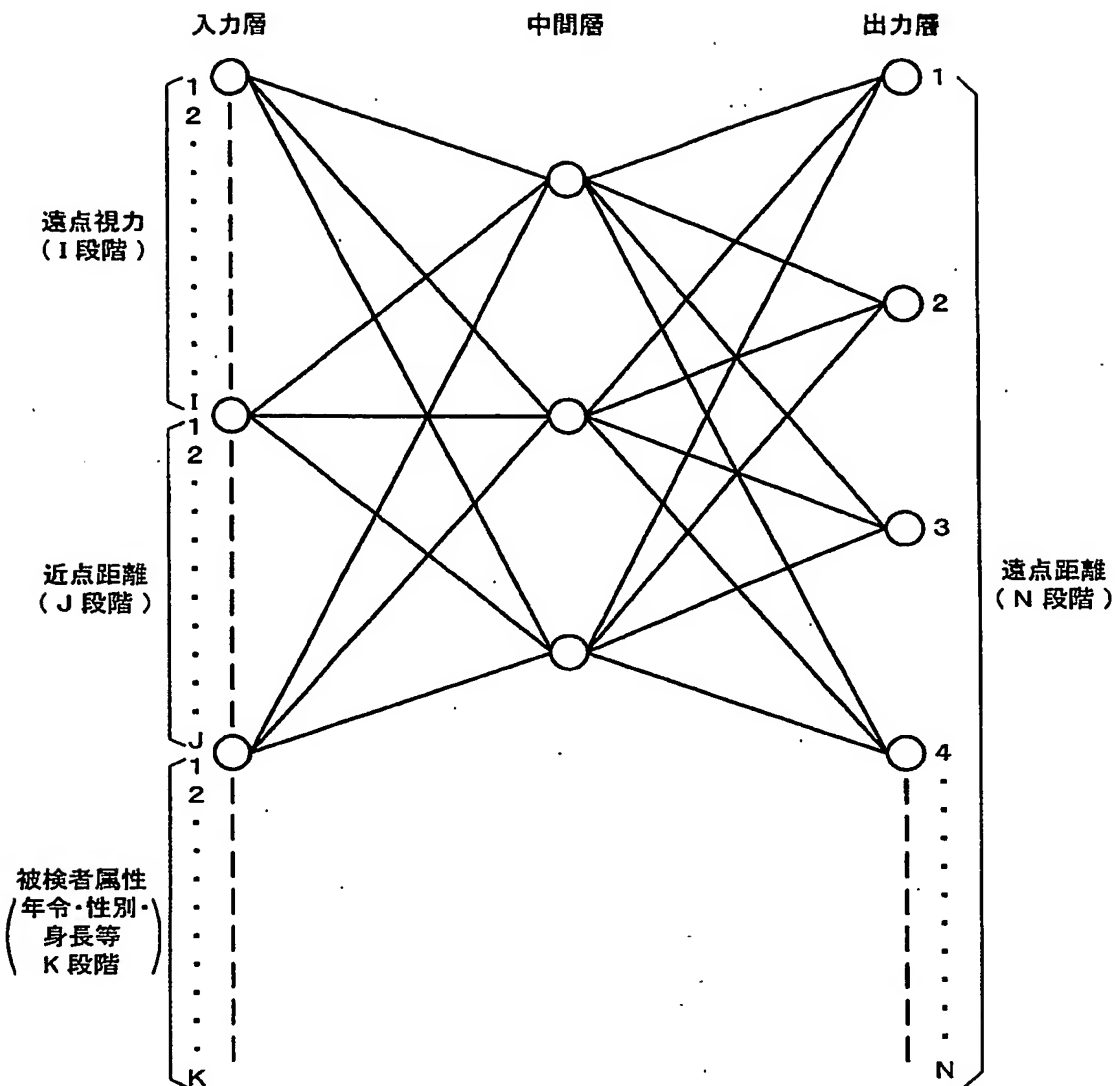 入力層
中間層
出力層
1
2
I
遠点視力
(I段階)
1
2
J
近点距離
(J段階)
1
2
K
被検者属性
(年令・性別・
身長等
K段階)
1
2
3
4
N
遠点距離
(N段階)